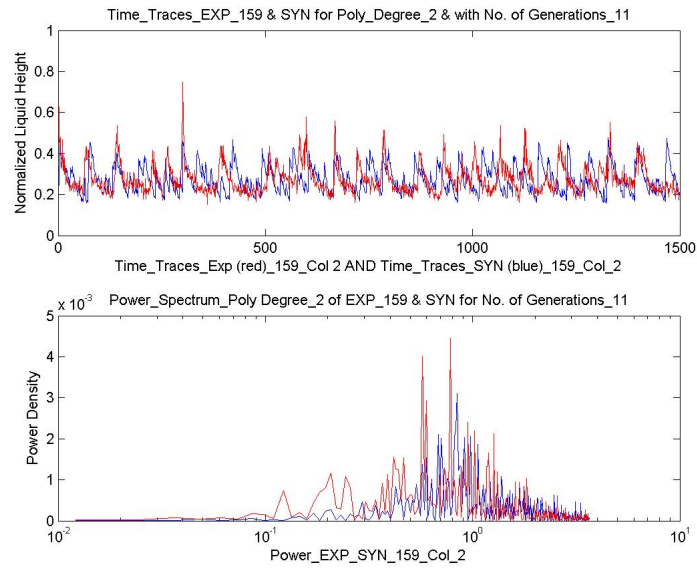 Time_Traces_EXP_159 & SYN for Poly_Degree_2 & with No. of Generations_11
1
0.8
0.6
0.4
0.2
0
Normalized Liquid Height
0 500 1000 1500
Time_Traces_Exp (red)_159_Col 2 AND Time_Traces_SYN (blue)_159_Col_2
x 10^-3
Power_Spectrum_Poly Degree_2 of EXP_159 & SYN for No. of Generations_11
5
4
3
2
1
0
Power Density
10^-2 10^-1 10^0 10^1
Power_EXP_SYN_159_Col_2